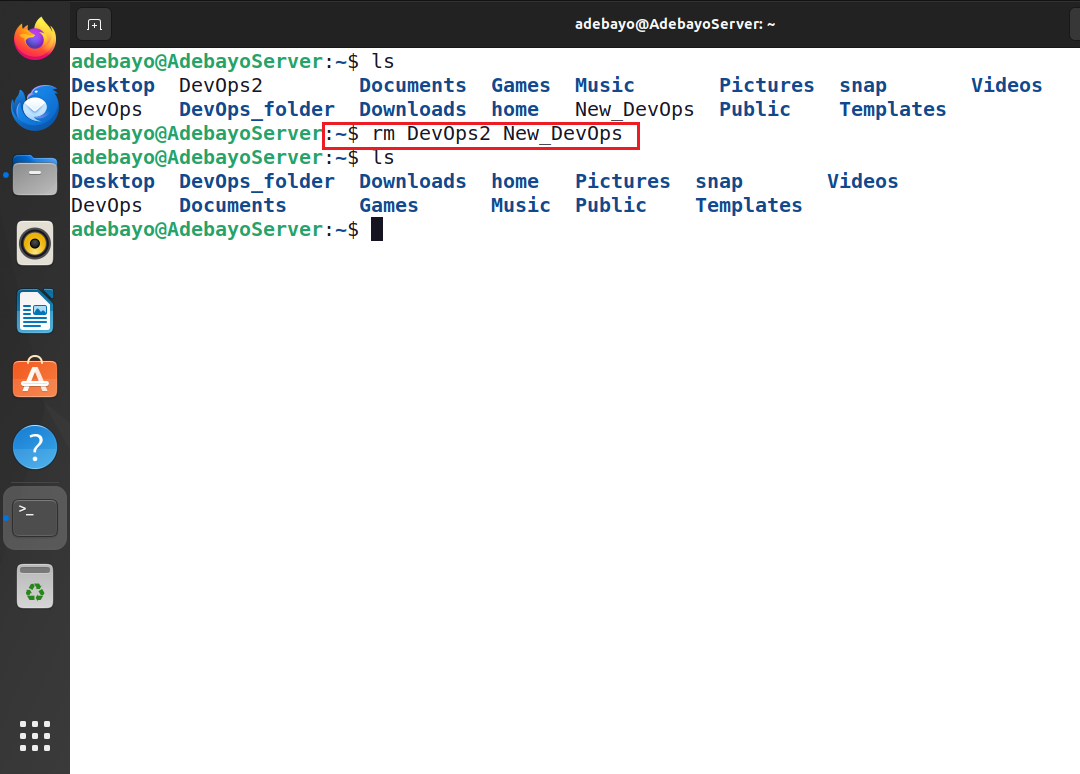 adebayo@AdebayoServer: ~
adebayo@AdebayoServer:~$ ls
Desktop DevOps2 Documents Games Music Pictures snap Videos
DevOps DevOps_folder Downloads home New_DevOps Public Templates
adebayo@AdebayoServer:~$ rm DevOps2 New_DevOps
adebayo@AdebayoServer:~$ ls
Desktop DevOps_folder Downloads home Pictures snap Videos
DevOps Documents Games Music Public Templates
adebayo@AdebayoServer:~$
?
>_